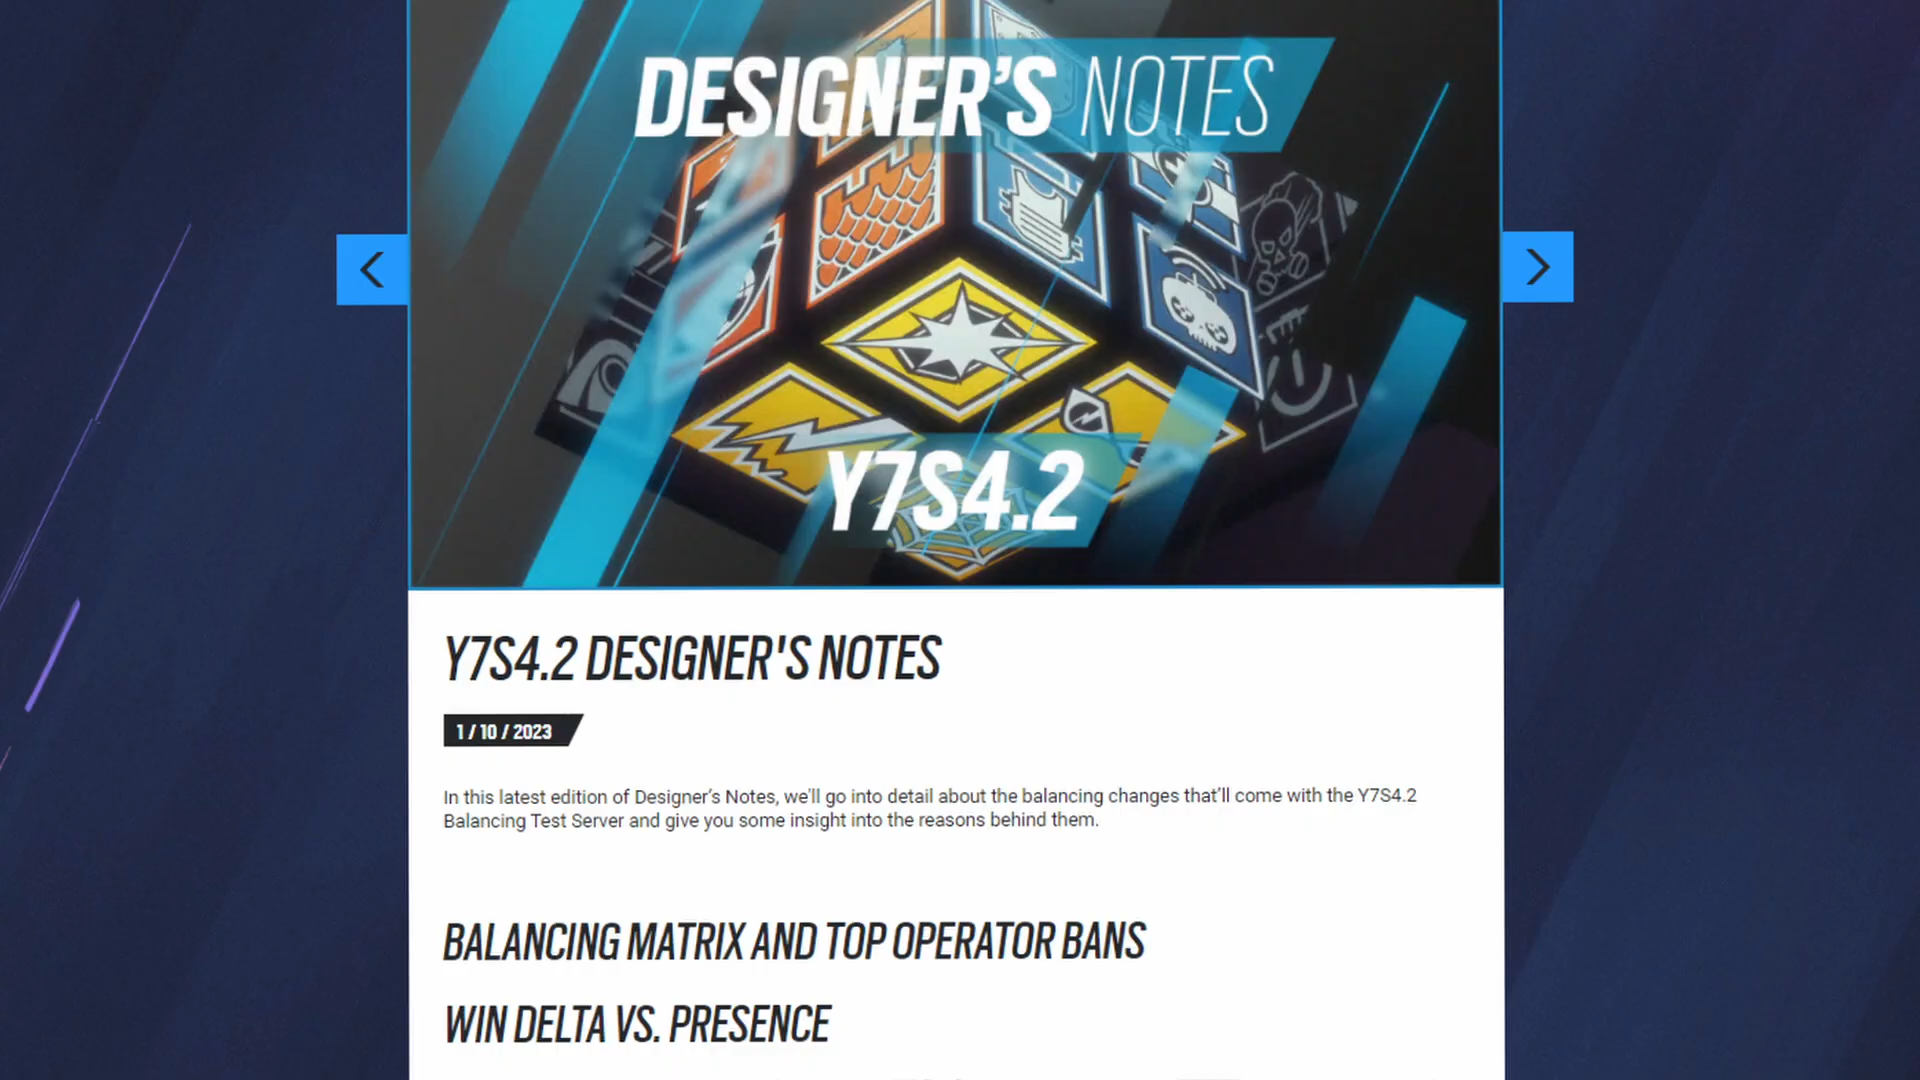 DESIGNER'S NOTES
Y7S4.2
Y7S4.2 DESIGNER'S NOTES
1 / 10 / 2023
In this latest edition of Designer's Notes, we'll go into detail about the balancing changes that'll come with the Y7S4.2
Balancing Test Server and give you some insight into the reasons behind them.
BALANCING MATRIX AND TOP OPERATOR BANS
WIN DELTA VS. PRESENCE